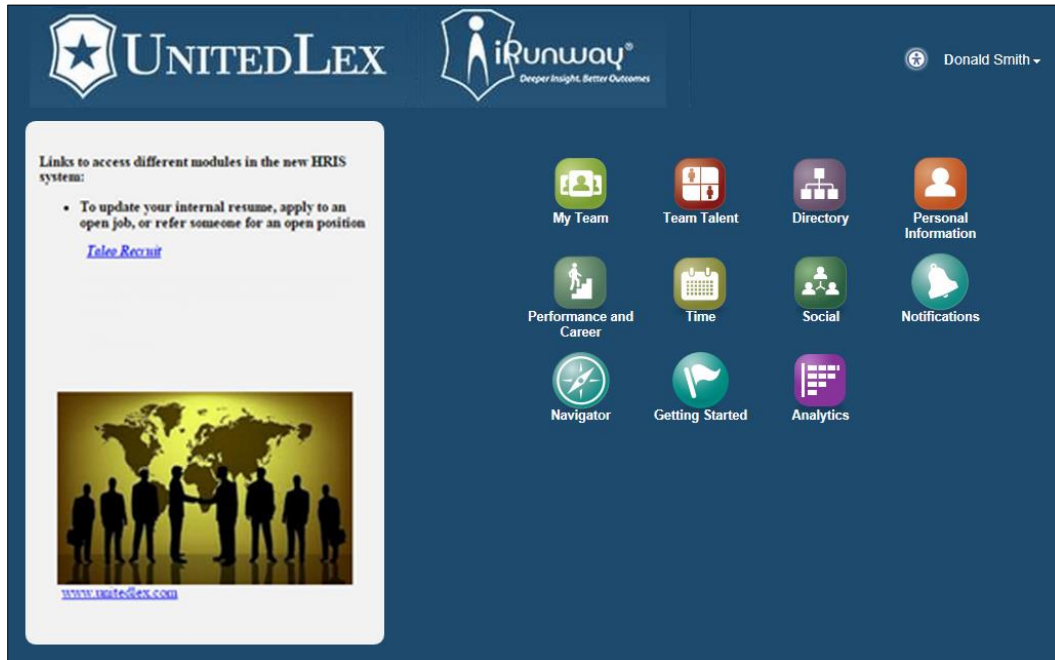 UNITEDLEX
iRunway®
Deeper Insight. Better Outcomes
Donald Smith
Links to access different modules in the new HRIS
system:
• To update your internal resume, apply to an
open job, or refer someone for an open position
Taleo Recruit
www.unitedlex.com
My Team
Team Talent
Directory
Personal
Information
Performance and
Career
Time
Social
Notifications
Navigator
Getting Started
Analytics